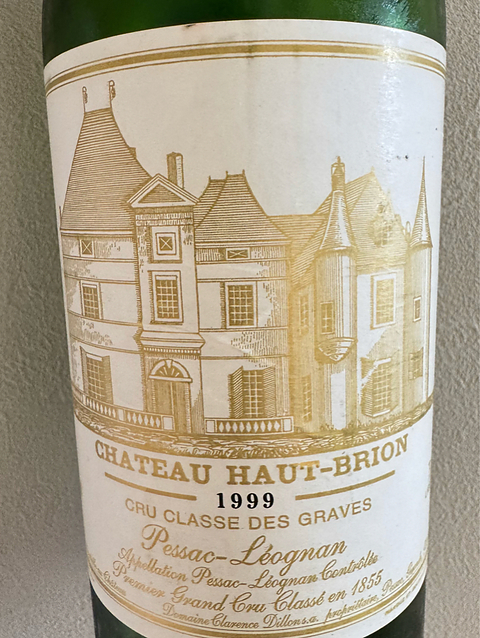 CHATEAU HAUT-BRION
1999
CRU CLASSE DES GRAVES
Pessac-Léognan
Appellation Pessac-Léognan Contrôlée
Premier Grand Cru Classé en 1855
Domaine Clarence Dillon s.a. propriétaire,